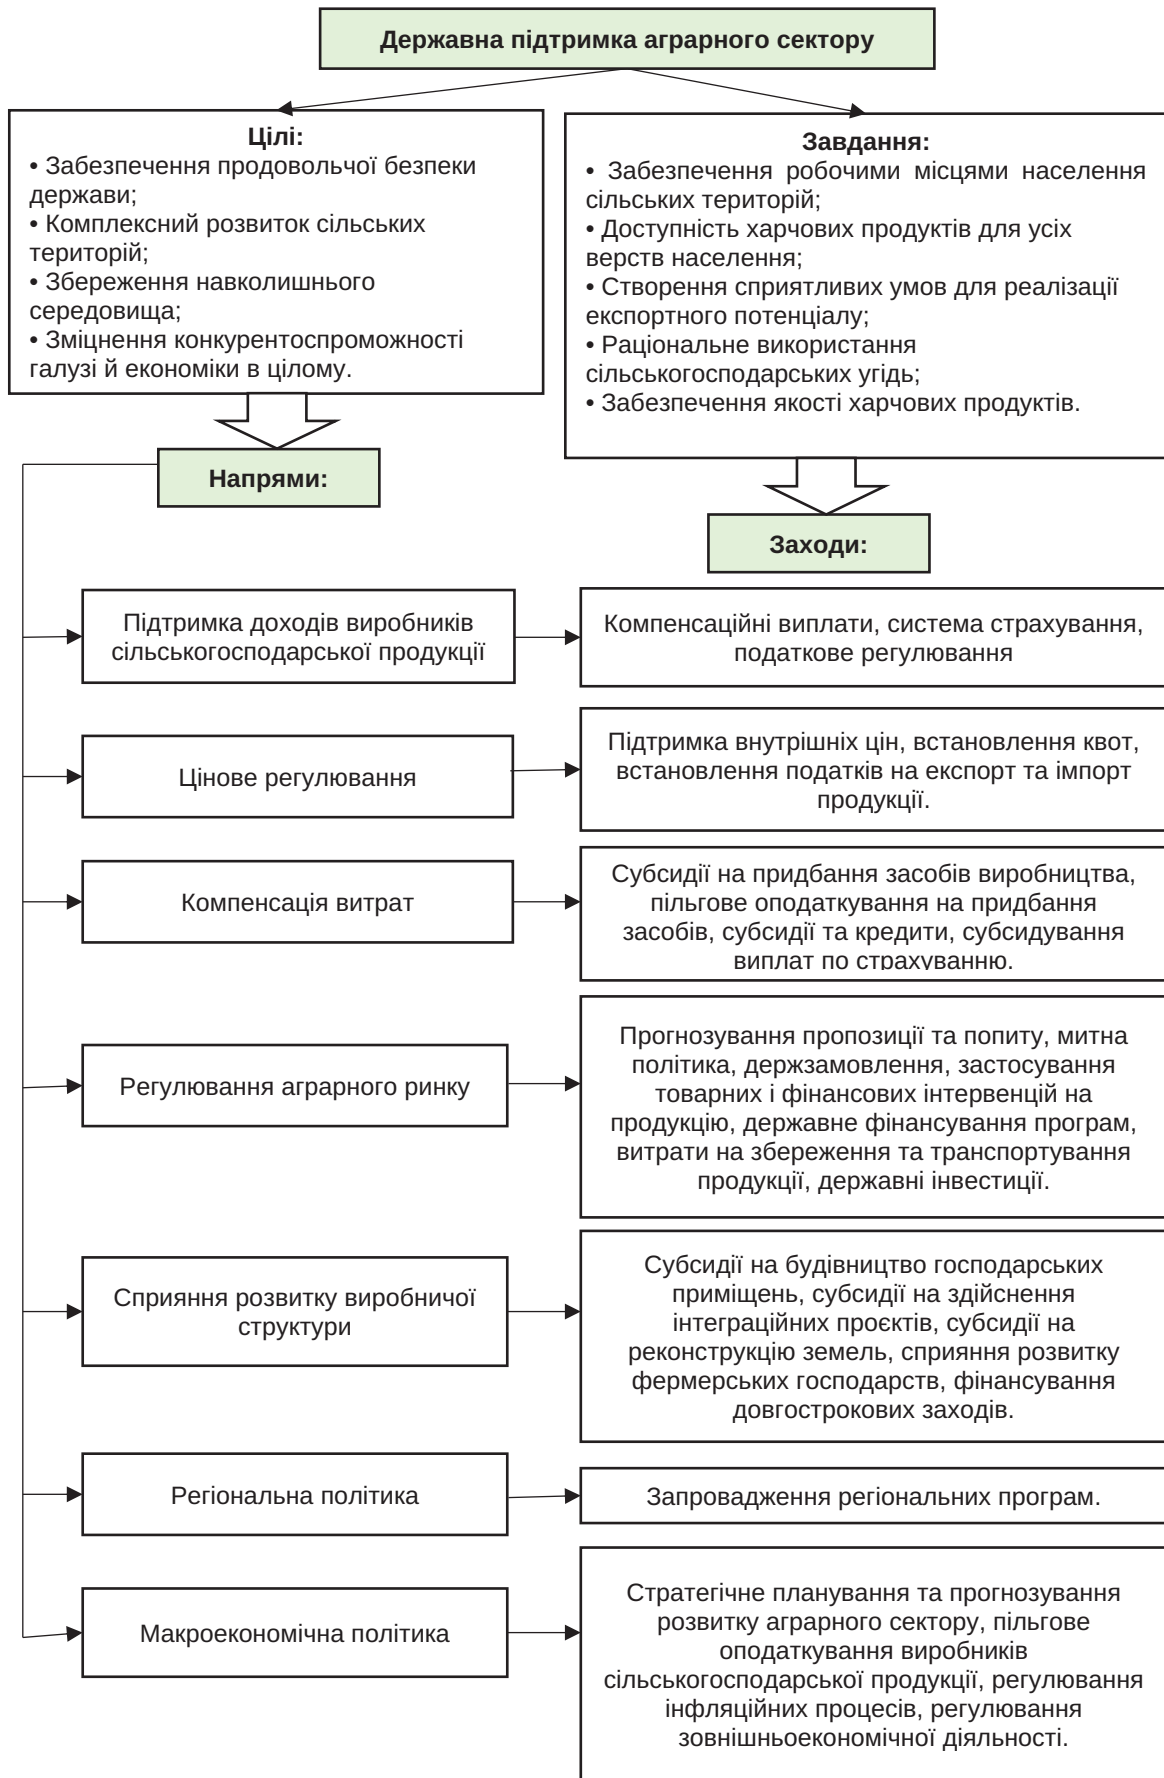 Державна підтримка аграрного сектору
Цілі:
• Забезпечення продовольчої безпеки
держави;
• Комплексний розвиток сільських
територій;
• Збереження навколишнього
середовища;
• Зміцнення конкурентоспроможності
галузі й економіки в цілому.
Завдання:
• Забезпечення робочими місцями населення
сільських територій;
• Доступність харчових продуктів для усіх
верств населення;
• Створення сприятливих умов для реалізації
експортного потенціалу;
• Раціональне використання
сільськогосподарських угідь;
• Забезпечення якості харчових продуктів.
Напрями:
Заходи:
Підтримка доходів виробників
сільськогосподарської продукції
Компенсаційні виплати, система страхування,
податкове регулювання
Цінове регулювання
Підтримка внутрішніх цін, встановлення квот,
встановлення податків на експорт та імпорт
продукції.
Компенсація витрат
Субсидії на придбання засобів виробництва,
пільгове оподаткування на придбання
засобів, субсидії та кредити, субсидування
виплат по страхуванню.
Регулювання аграрного ринку
Прогнозування пропозиції та попиту, митна
політика, держзамовлення, застосування
товарних і фінансових інтервенцій на
продукцію, державне фінансування програм,
витрати на збереження та транспортування
продукції, державні інвестиції.
Сприяння розвитку виробничої
структури
Субсидії на будівництво господарських
приміщень, субсидії на здійснення
інтеграційних проєктів, субсидії на
реконструкцію земель, сприяння розвитку
фермерських господарств, фінансування
довгострокових заходів.
Регіональна політика
Запровадження регіональних програм.
Макроекономічна політика
Стратегічне планування та прогнозування
розвитку аграрного сектору, пільгове
оподаткування виробників
сільськогосподарської продукції, регулювання
інфляційних процесів, регулювання
зовнішньоекономічної діяльності.